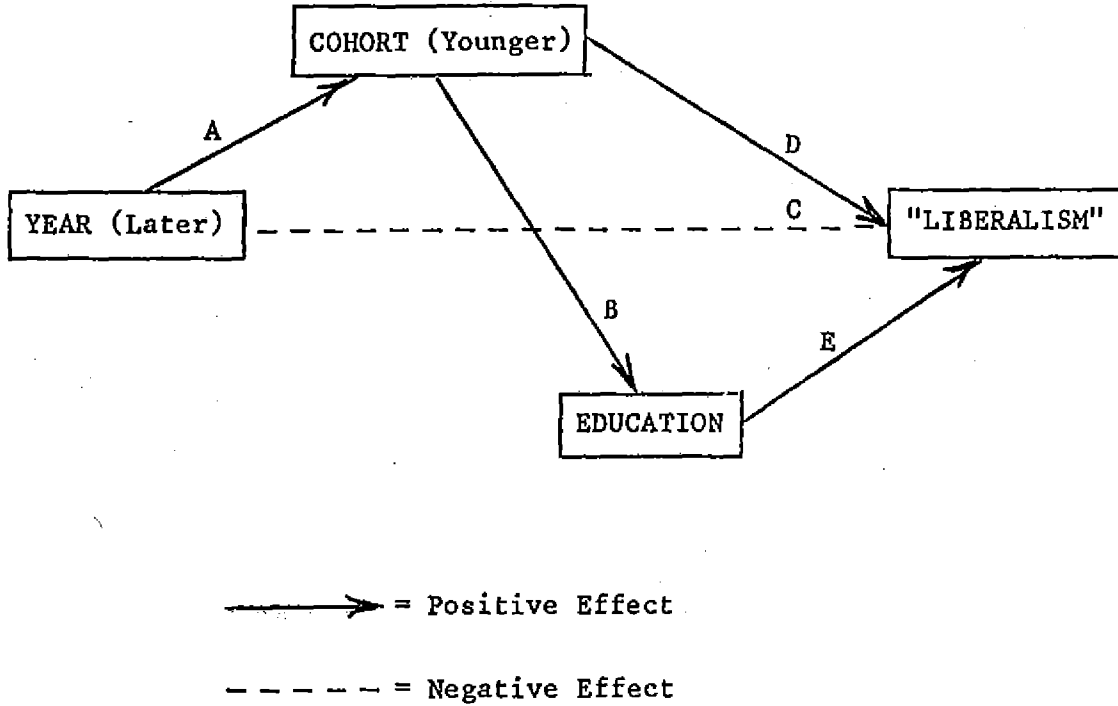 COHORT (Younger)
A
D
YEAR (Later)
C
"LIBERALISM"
B
E
EDUCATION
= Positive Effect
= Negative Effect